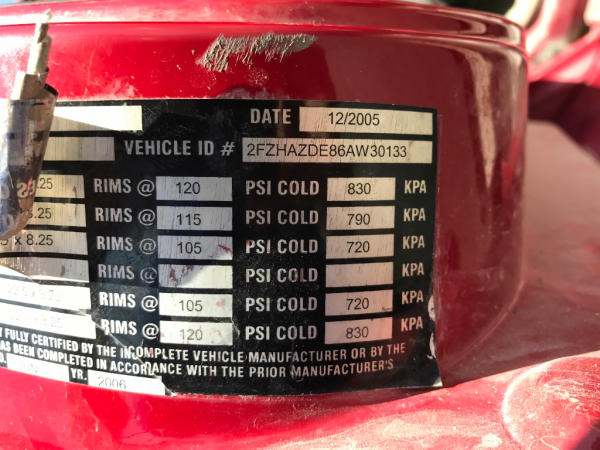 DATE 12/2005
VEHICLE ID # 2FZHAZDE86AW30133
.25 RIMS @ 120 PSI COLD 830 KPA
.25 RIMS @ 115 PSI COLD 790 KPA
x 8.25 RIMS @ 105 PSI COLD 720 KPA
RIMS @ PSI COLD KPA
RIMS @ 105 PSI COLD 720 KPA
RIMS @ 120 PSI COLD 830 KPA
FULLY CERTIFIED BY THE INCOMPLETE VEHICLE MANUFACTURER OR BY THE
AS BEEN COMPLETED IN ACCORDANCE WITH THE PRIOR MANUFACTURER'S
YR. 2006